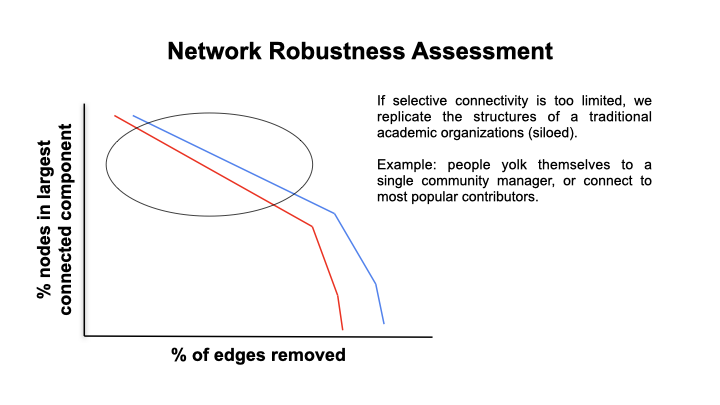 Network Robustness Assessment
If selective connectivity is too limited, we
replicate the structures of a traditional
academic organizations (siloed).
Example: people yolk themselves to a
single community manager, or connect to
most popular contributors.
% nodes in largest
connected component
% of edges removed